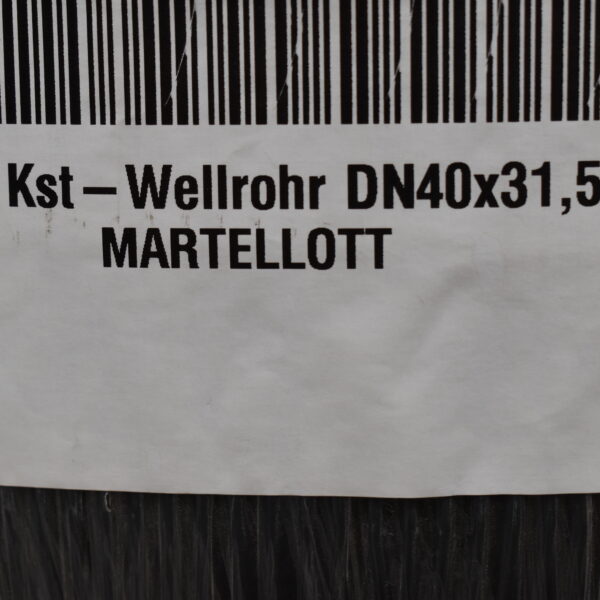 Kst – Wellrohr DN40x31,5
MARTELLOTT